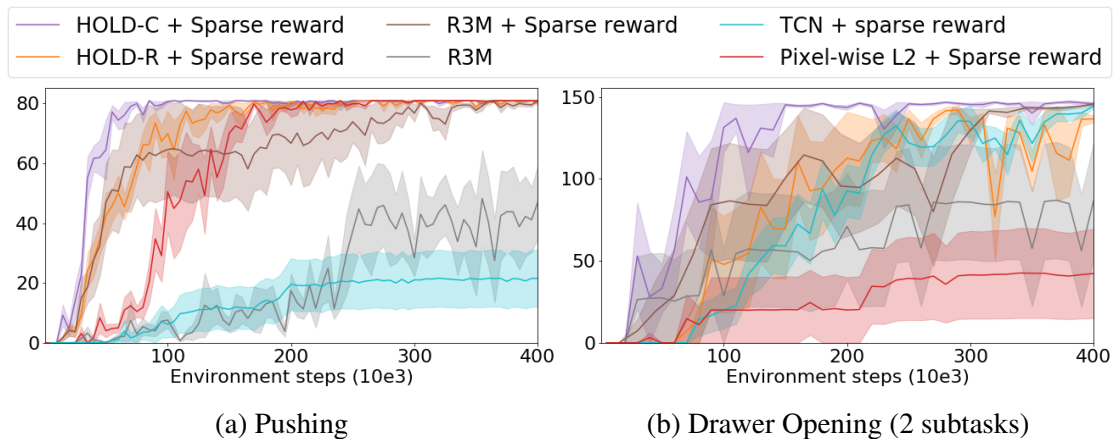 HOLD-C + Sparse reward R3M + Sparse reward TCN + sparse reward
HOLD-R + Sparse reward R3M Pixel-wise L2 + Sparse reward
80
60
40
20
0
100 200 300 400
Environment steps (10e3)
150
100
50
0
100 200 300 400
Environment steps (10e3)
(a) Pushing
(b) Drawer Opening (2 subtasks)